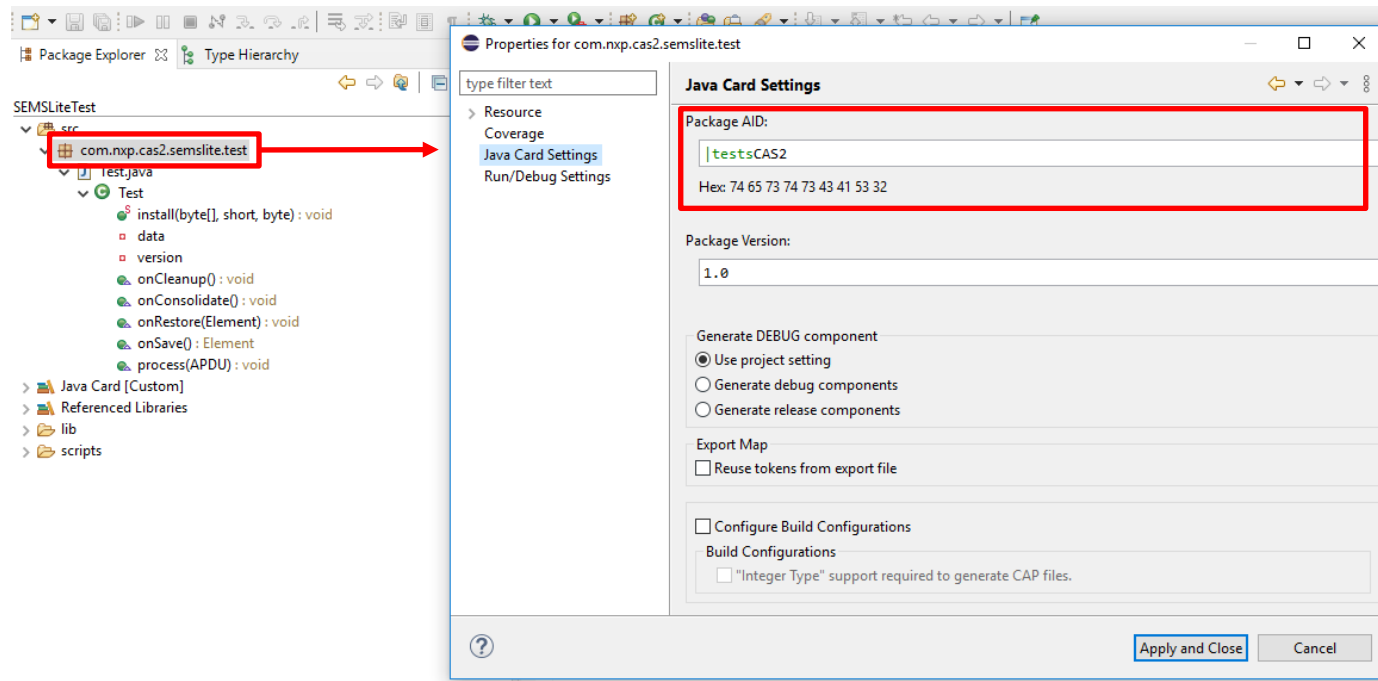 Package Explorer
Type Hierarchy
SEMSLiteTest
src
com.nxp.cas2.semslite.test
Test.java
Test
install(byte[], short, byte) : void
data
version
onCleanup() : void
onConsolidate() : void
onRestore(Element) : void
onSave() : Element
process(APDU) : void
Java Card [Custom]
Referenced Libraries
lib
scripts
Properties for com.nxp.cas2.semslite.test
type filter text
Resource
Coverage
Java Card Settings
Run/Debug Settings
Java Card Settings
Package AID:
|testsCAS2
Hex: 74 65 73 74 73 43 41 53 32
Package Version:
1.0
Generate DEBUG component
Use project setting
Generate debug components
Generate release components
Export Map
Reuse tokens from export file
Configure Build Configurations
Build Configurations
"Integer Type" support required to generate CAP files.
Apply and Close
Cancel